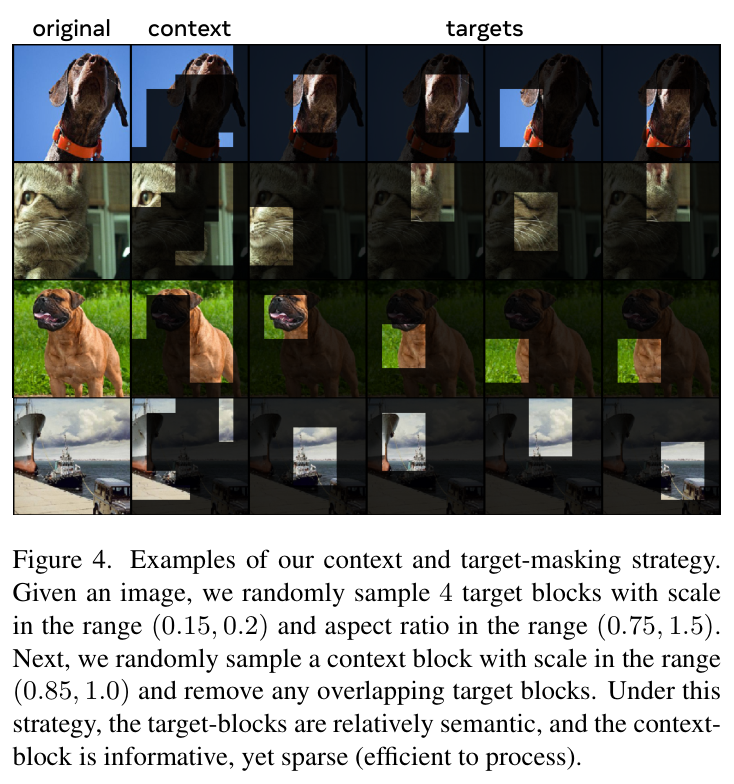 original context targets
Figure 4. Examples of our context and target-masking strategy.
Given an image, we randomly sample 4 target blocks with scale
in the range (0.15, 0.2) and aspect ratio in the range (0.75, 1.5).
Next, we randomly sample a context block with scale in the range
(0.85, 1.0) and remove any overlapping target blocks. Under this
strategy, the target-blocks are relatively semantic, and the context-
block is informative, yet sparse (efficient to process).